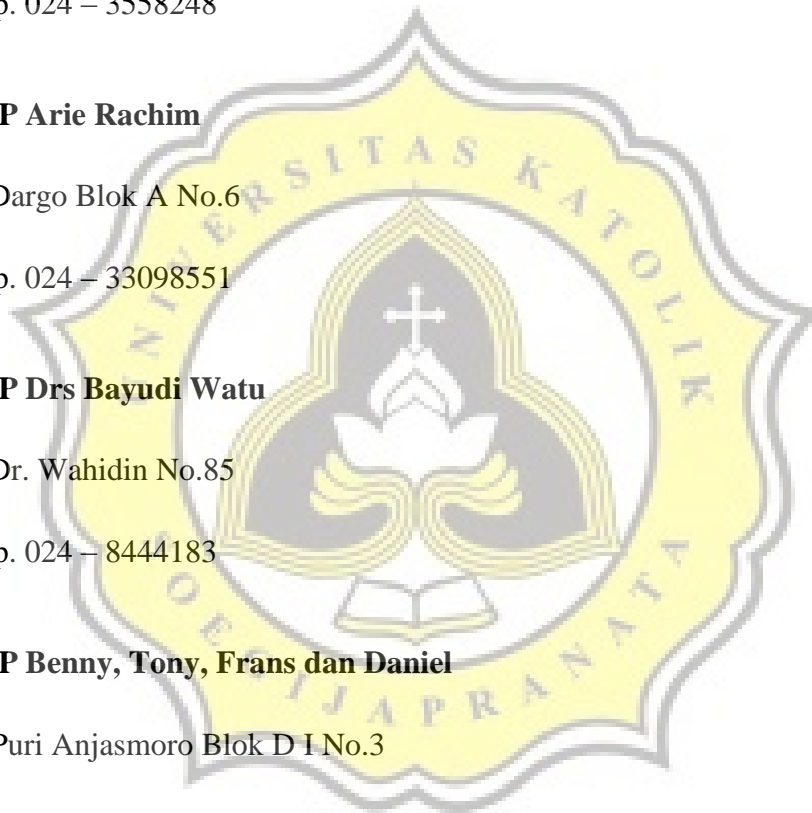 p. 024 – 3558248
P Arie Rachim
Dargo Blok A No.6
p. 024 – 33098551
P Drs Bayudi Watu
Dr. Wahidin No.85
p. 024 – 8444183
P Benny, Tony, Frans dan Daniel
Puri Anjasmoro Blok D I No.3
UNIVERSITAS KATOLIK
SOEGIJAPRANATA